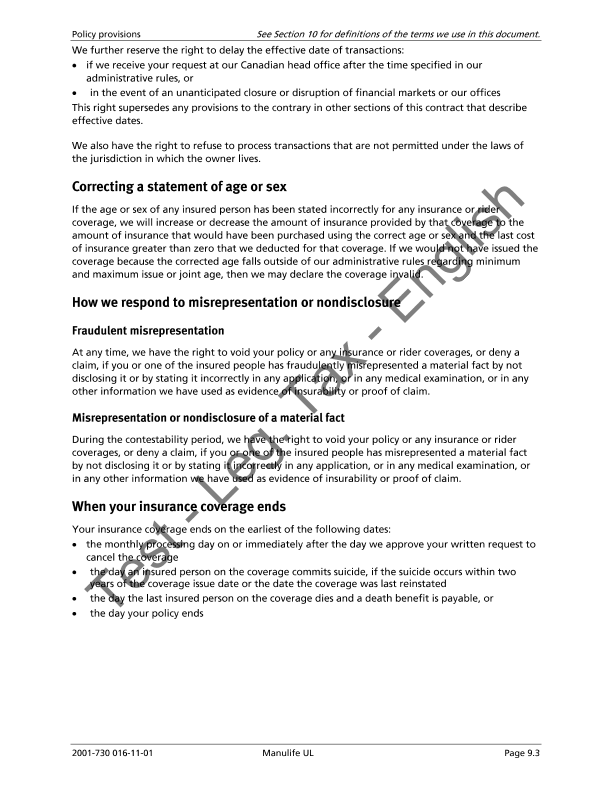 Policy provisions See Section 10 for definitions of the terms we use in this document.
We further reserve the right to delay the effective date of transactions:
• if we receive your request at our Canadian head office after the time specified in our
administrative rules, or
• in the event of an unanticipated closure or disruption of financial markets or our offices
This right supersedes any provisions to the contrary in other sections of this contract that describe
effective dates.
We also have the right to refuse to process transactions that are not permitted under the laws of
the jurisdiction in which the owner lives.
Correcting a statement of age or sex
If the age or sex of any insured person has been stated incorrectly for any insurance or rider
coverage, we will increase or decrease the amount of insurance provided by that coverage to the
amount of insurance that would have been purchased using the correct age or sex and the last cost
of insurance greater than zero that we deducted for that coverage. If we would not have issued the
coverage because the corrected age falls outside of our administrative rules regarding minimum
and maximum issue or joint age, then we may declare the coverage invalid.
How we respond to misrepresentation or nondisclosure
Fraudulent misrepresentation
At any time, we have the right to void your policy or any insurance or rider coverages, or deny a
claim, if you or one of the insured people has fraudulently misrepresented a material fact by not
disclosing it or by stating it incorrectly in any application, or in any medical examination, or in any
other information we have used as evidence of insurability or proof of claim.
Misrepresentation or nondisclosure of a material fact
During the contestability period, we have the right to void your policy or any insurance or rider
coverages, or deny a claim, if you or one of the insured people has misrepresented a material fact
by not disclosing it or by stating it incorrectly in any application, or in any medical examination, or
in any other information we have used as evidence of insurability or proof of claim.
When your insurance coverage ends
Your insurance coverage ends on the earliest of the following dates:
• the monthly processing day on or immediately after the day we approve your written request to
cancel the coverage
• the day an insured person on the coverage commits suicide, if the suicide occurs within two
years of the coverage issue date or the date the coverage was last reinstated
• the day the last insured person on the coverage dies and a death benefit is payable, or
• the day your policy ends
Test - Leg. Tax - English
2001-730 016-11-01 Manulife UL Page 9.3